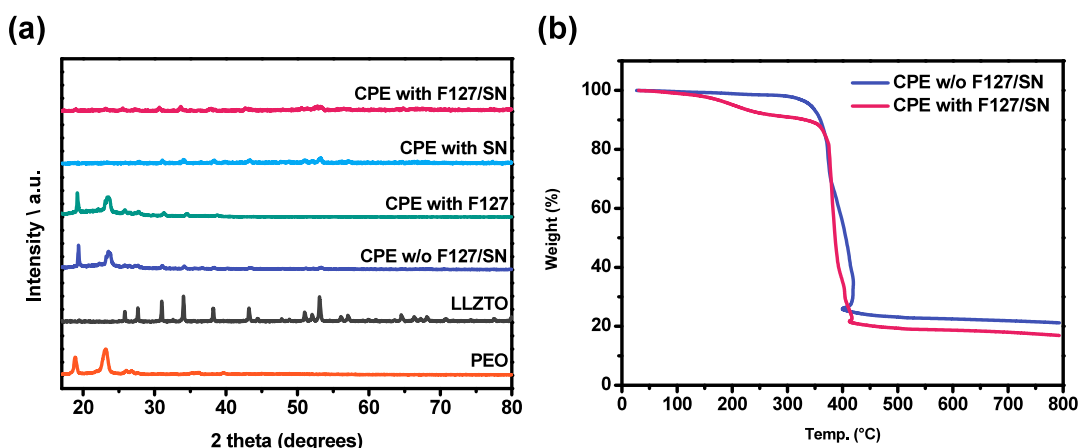 (a)
CPE with F127/SN
CPE with SN
CPE with F127
CPE w/o F127/SN
LLZTO
PEO
Intensity \ a.u.
20 30 40 50 60 70 80
2 theta (degrees)
(b)
CPE w/o F127/SN
CPE with F127/SN
100
80
60
40
20
0
Weight (%)
0 100 200 300 400 500 600 700 800
Temp. (°C)